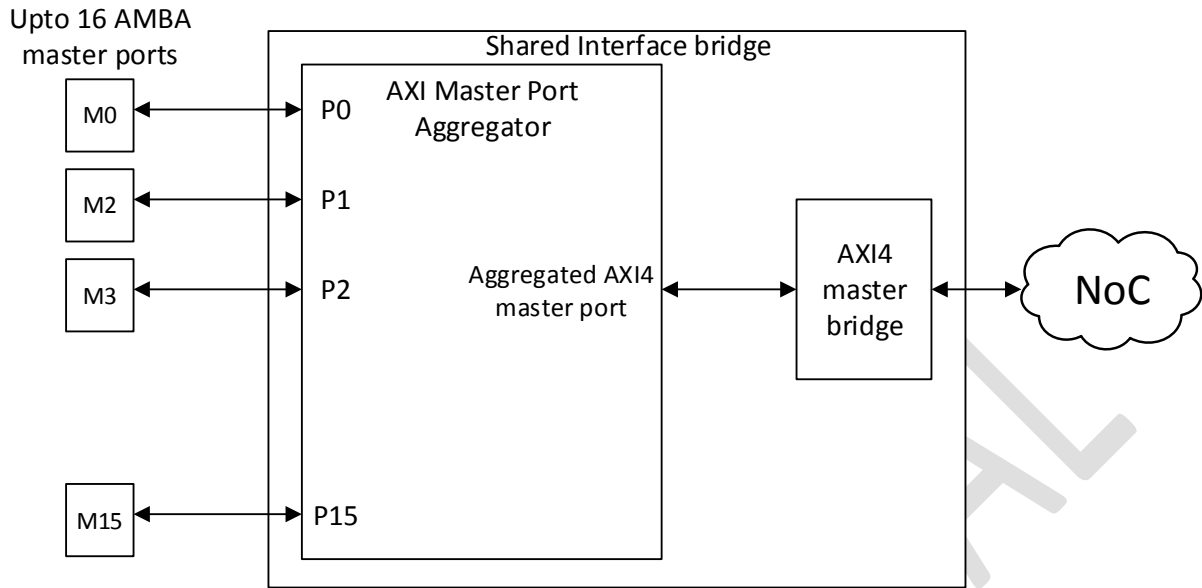 Upto 16 AMBA
master ports
Shared Interface bridge
AXI Master Port
Aggregator
M0
P0
M2
P1
M3
P2
Aggregated AXI4
master port
AXI4
master
bridge
NoC
M15
P15
AL